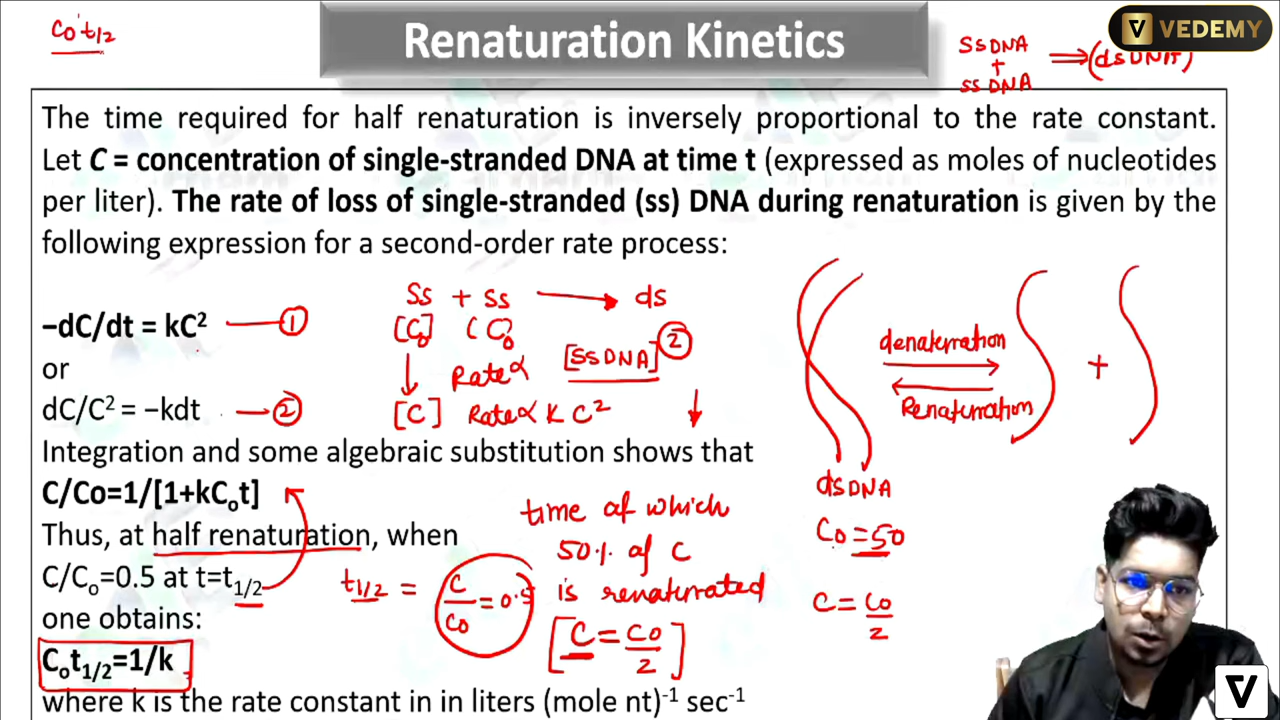 Cot1/2
Renaturation Kinetics
VEDEMY
SSDNA
+
SSDNA
⟹(dsDNA)
The time required for half renaturation is inversely proportional to the rate constant.
Let C = concentration of single-stranded DNA at time t (expressed as moles of nucleotides
per liter). The rate of loss of single-stranded (ss) DNA during renaturation is given by the
following expression for a second-order rate process:
Ss + ss ⟶ ds
−dC/dt = kC² — ①
[Co] (Co
or
Rate∝ [SSDNA]②
dC/C² = −kdt — ②
[C] Rate∝ K C²
denaturation
+
Renaturation
dsDNA
Integration and some algebraic substitution shows that
C/Co=1/[1+kCₒt]
Thus, at half renaturation, when
C/Cₒ=0.5 at t=t1/2
one obtains:
Cₒt1/2=1/k
t1/2 = C/Co = 0.5
time at which
50% of C
is renaturated
[C = Co/2]
Co = 50
C = Co/2
where k is the rate constant in in liters (mole nt)⁻¹ sec⁻¹